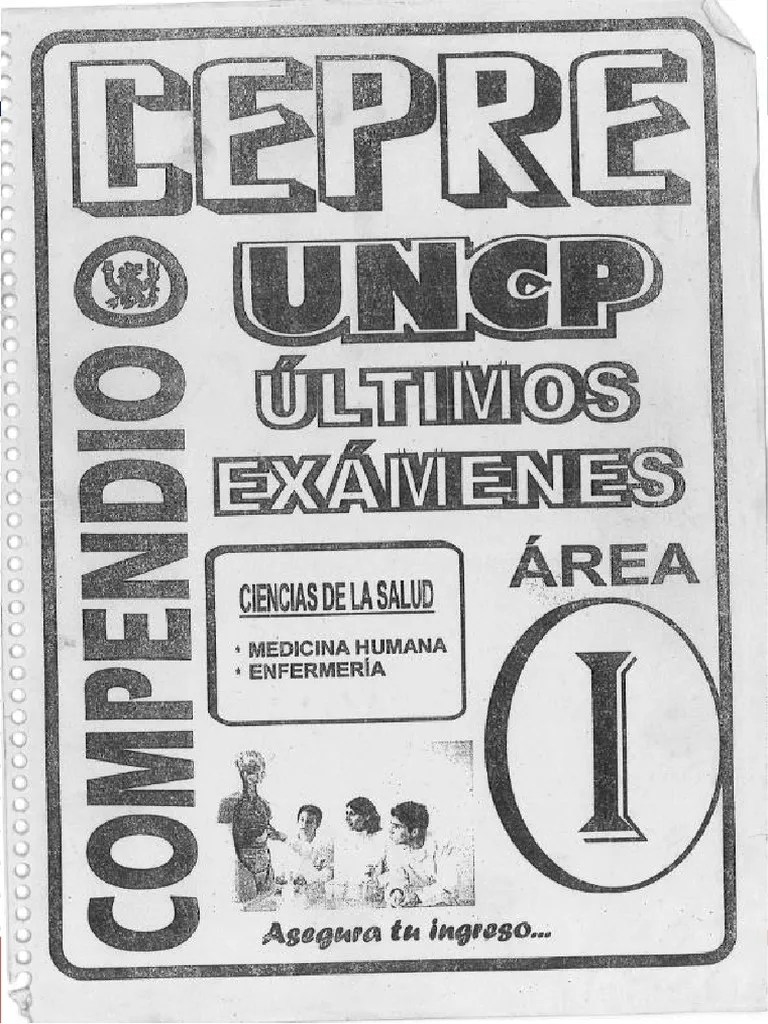 CEPRE
UNCP
ÚLTIMOS
EXÁMENES
COMPENDIO
ÁREA
I
CIENCIAS DE LA SALUD
* MEDICINA HUMANA
* ENFERMERÍA
Asegura tu ingreso...